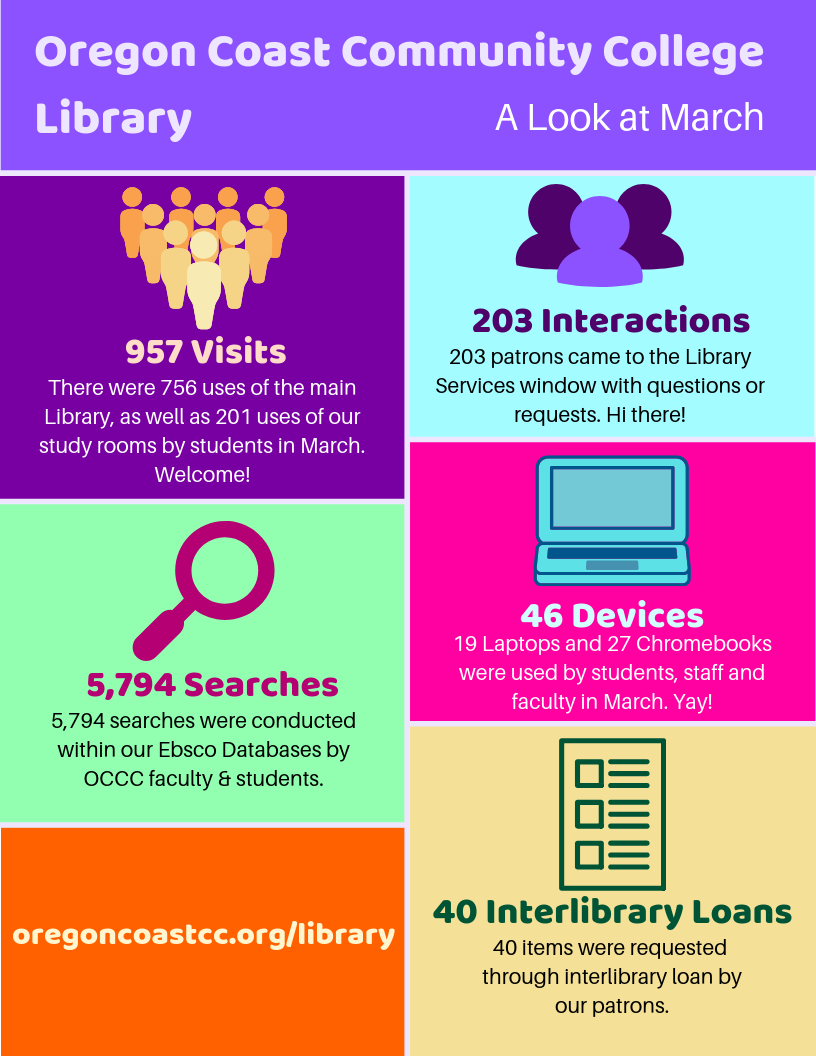 Oregon Coast Community College
Library
A Look at March
957 Visits
There were 756 uses of the main
Library, as well as 201 uses of our
study rooms by students in March.
Welcome!
203 Interactions
203 patrons came to the Library
Services window with questions or
requests. Hi there!
5,794 Searches
5,794 searches were conducted
within our Ebsco Databases by
OCCC faculty & students.
46 Devices
19 Laptops and 27 Chromebooks
were used by students, staff and
faculty in March. Yay!
oregoncoastcc.org/library
40 Interlibrary Loans
40 items were requested
through interlibrary loan by
our patrons.